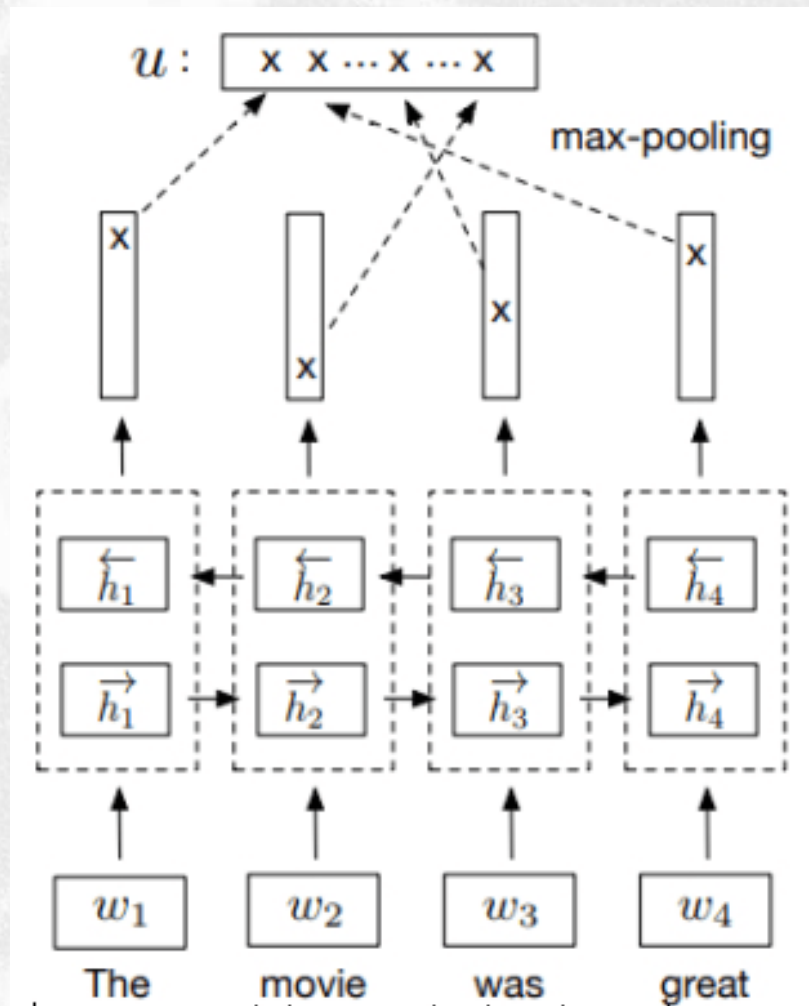 u : x x ... x ... x
max-pooling
x x x x
←h₁ ←h₂ ←h₃ ←h₄
→h₁ →h₂ →h₃ →h₄
w₁ w₂ w₃ w₄
The movie was great